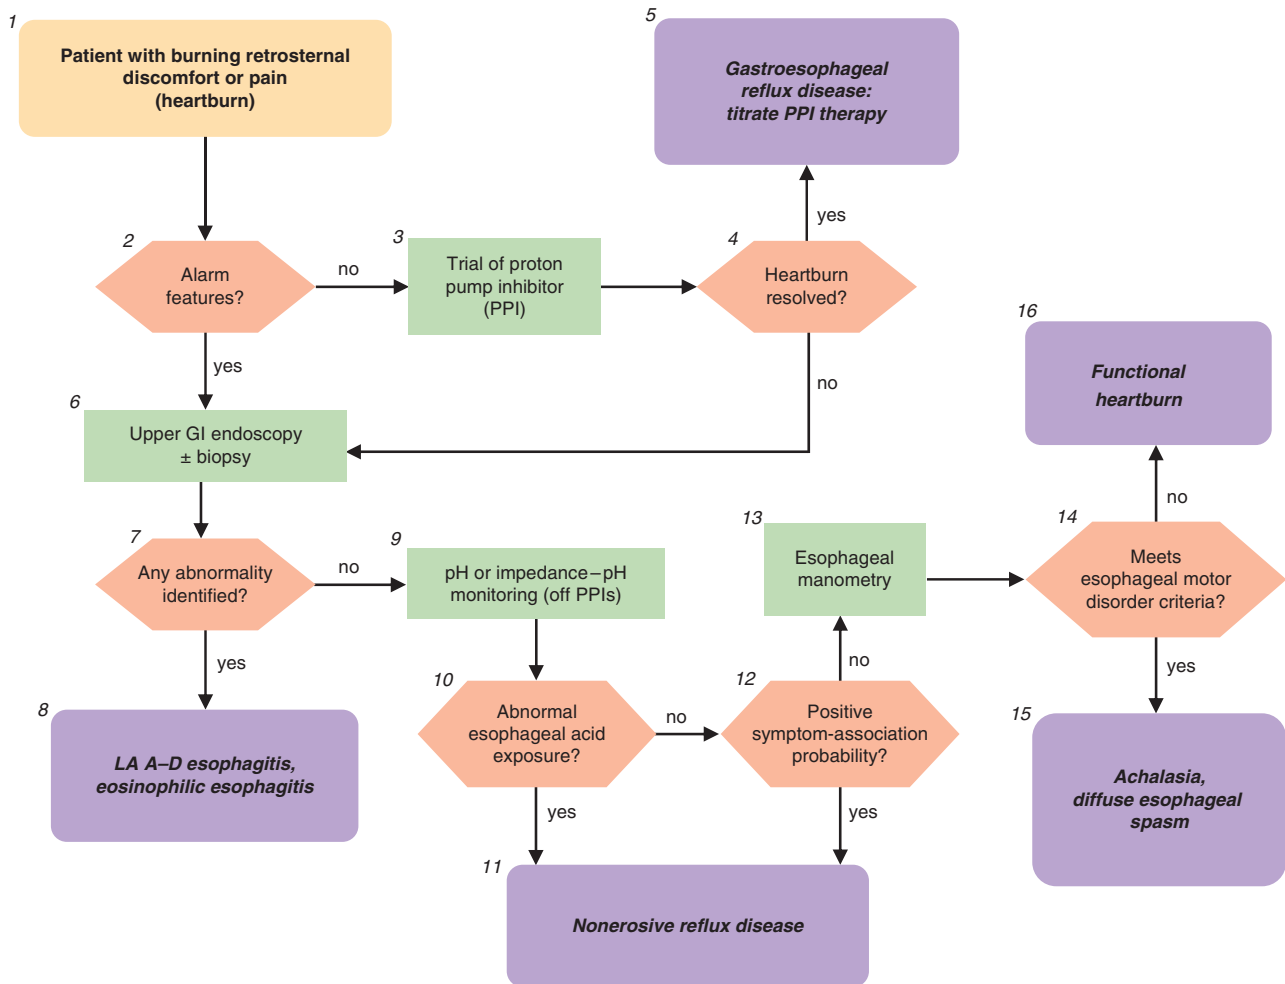 1
Patient with burning retrosternal
discomfort or pain
(heartburn)
2
Alarm
features?
no
3
Trial of proton
pump inhibitor
(PPI)
4
Heartburn
resolved?
yes
5
Gastroesophageal
reflux disease:
titrate PPI therapy
no
yes
6
Upper GI endoscopy
± biopsy
7
Any abnormality
identified?
yes
8
LA A–D esophagitis,
eosinophilic esophagitis
no
9
pH or impedance–pH
monitoring (off PPIs)
10
Abnormal
esophageal acid
exposure?
yes
11
Nonerosive reflux disease
no
12
Positive
symptom-association
probability?
yes
no
13
Esophageal
manometry
14
Meets
esophageal motor
disorder criteria?
yes
15
Achalasia,
diffuse esophageal
spasm
no
16
Functional
heartburn